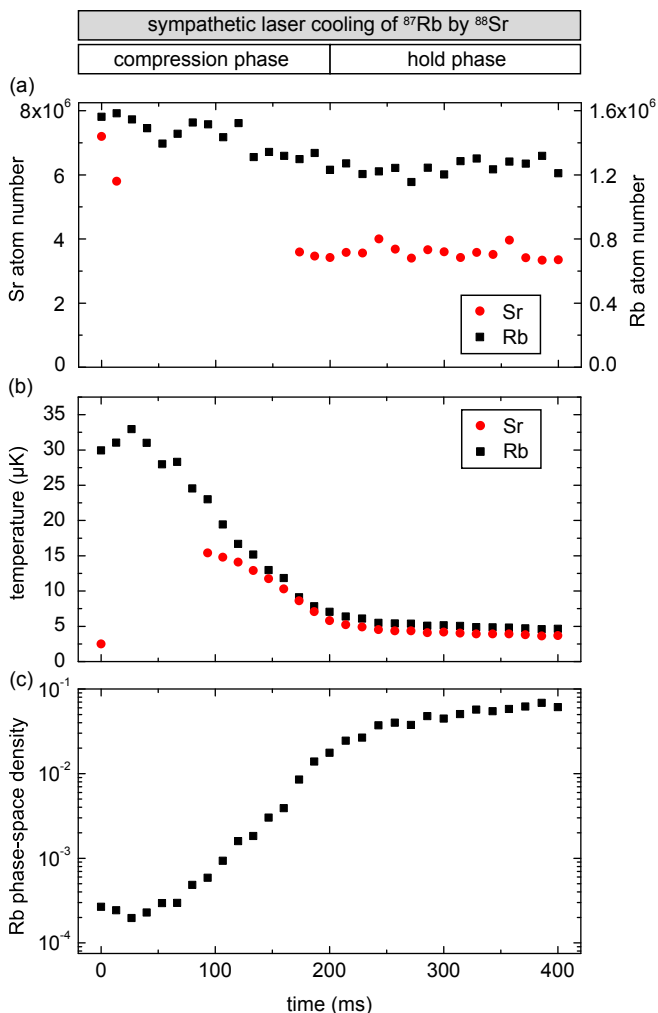 sympathetic laser cooling of ⁸⁷Rb by ⁸⁸Sr
compression phase hold phase
(a)
8x10⁶
6
4
2
0
Sr atom number
1.6x10⁶
1.2
0.8
0.4
0.0
Rb atom number
Sr
Rb
(b)
35
30
25
20
15
10
5
0
temperature (µK)
Sr
Rb
(c)
10⁻¹
10⁻²
10⁻³
10⁻⁴
Rb phase-space density
0 100 200 300 400
time (ms)